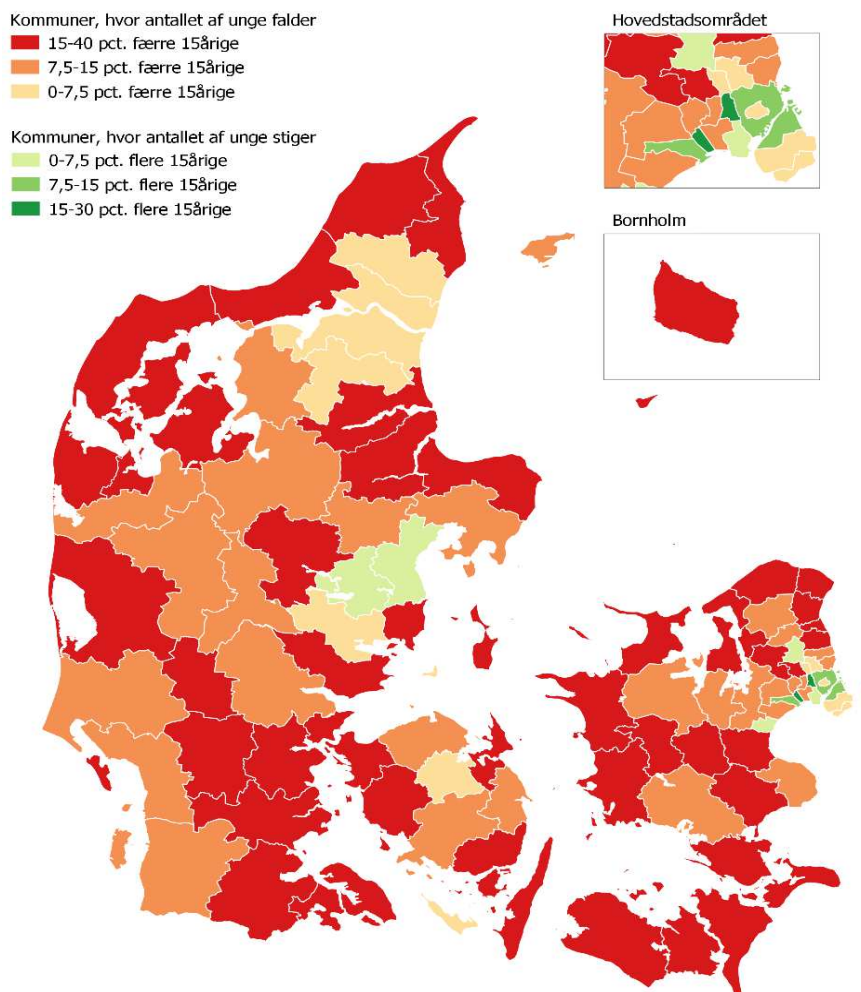 Kommuner, hvor antallet af unge falder
15-40 pct. færre 15årige
7,5-15 pct. færre 15årige
0-7,5 pct. færre 15årige
Kommuner, hvor antallet af unge stiger
0-7,5 pct. flere 15årige
7,5-15 pct. flere 15årige
15-30 pct. flere 15årige
Hovedstadsområdet
Bornholm